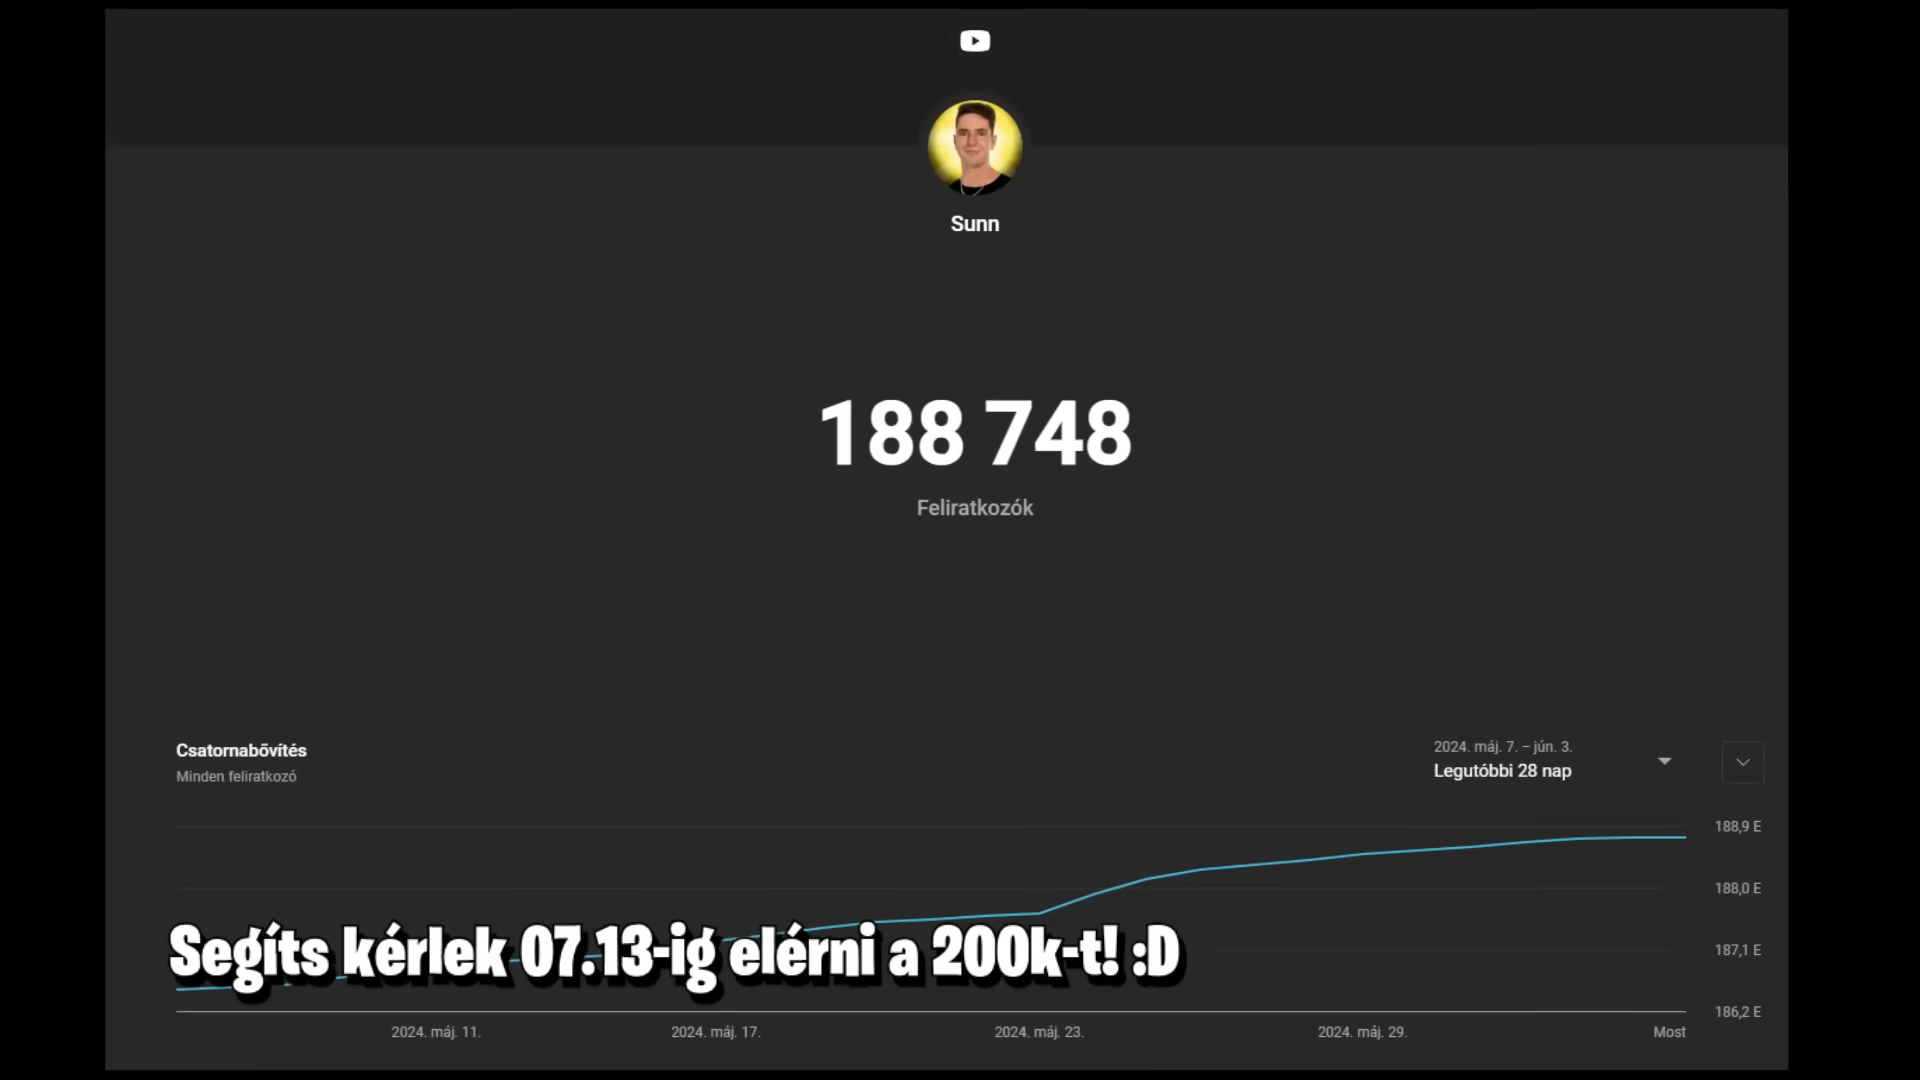 Sunn
188 748
Feliratkozók
Csatornabővítés
Minden feliratkozó
2024. máj. 7. – jún. 3.
Legutóbbi 28 nap
188,9 E
188,0 E
187,1 E
186,2 E
Segíts kérlek 07.13-ig elérni a 200k-t! :D
2024. máj. 11.
2024. máj. 17.
2024. máj. 23.
2024. máj. 29.
Most